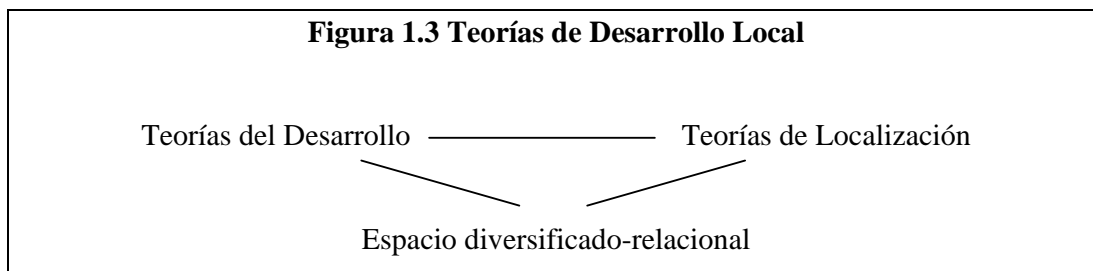 Figura 1.3 Teorías de Desarrollo Local
Teorías del Desarrollo
Teorías de Localización
Espacio diversificado-relacional